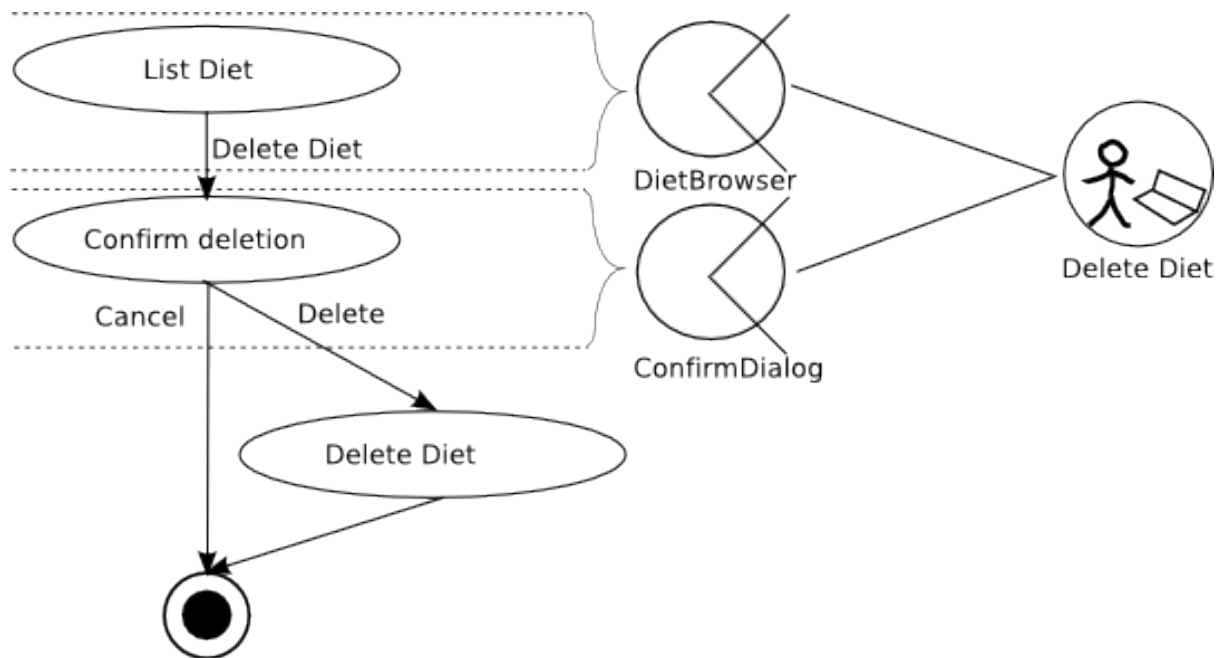 List Diet
Delete Diet
DietBrowser
Confirm deletion
Delete Diet
Cancel
Delete
ConfirmDialog
Delete Diet